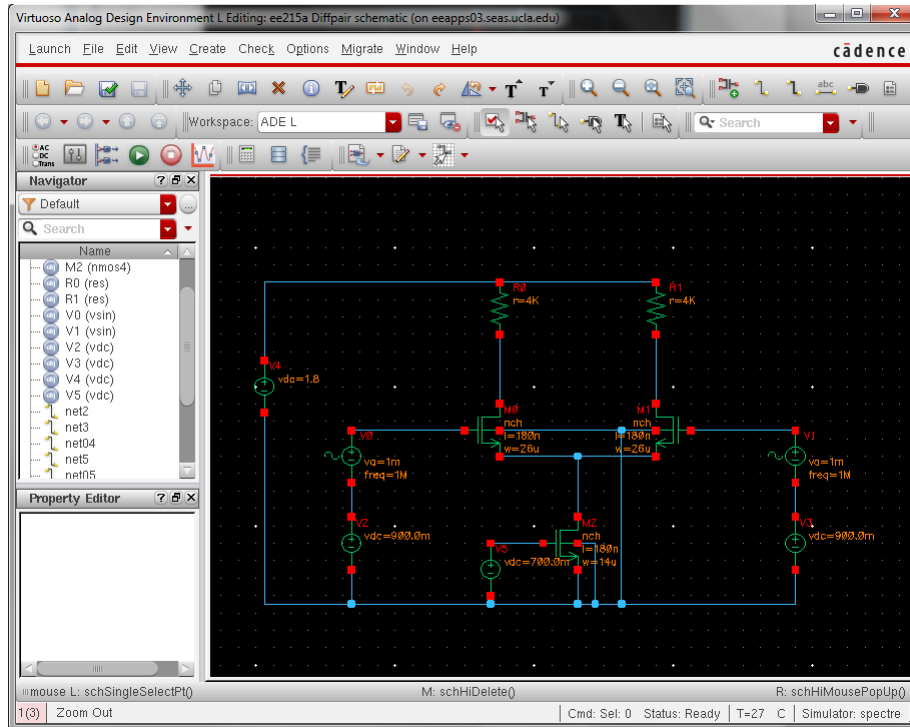 Virtuoso Analog Design Environment L Editing: ee215a Diffpair schematic (on eeapps03.seas.ucla.edu)
Launch File Edit View Create Check Options Migrate Window Help cādence
Workspace: ADE L Search
AC
DC
Trans
Navigator
Default
Search
Name
M2 (nmos4)
R0 (res)
R1 (res)
V0 (vsin)
V1 (vsin)
V2 (vdc)
V3 (vdc)
V4 (vdc)
V5 (vdc)
net2
net3
net04
net5
net05
Property Editor
R0
r=4K
R1
r=4K
V4
vdc=1.8
M0
nch
l=180n
w=26u
M1
nch
l=180n
w=26u
V0
va=1m
freq=1M
V1
va=1m
freq=1M
V2
vdc=900.0m
V5
vdc=700.0m
M2
nch
l=180n
w=14u
V3
vdc=900.0m
mouse L: schSingleSelectPt() M: schHiDelete() R: schHiMousePopUp()
1(3) Zoom Out Cmd: Sel: 0 Status: Ready T=27 C Simulator: spectre